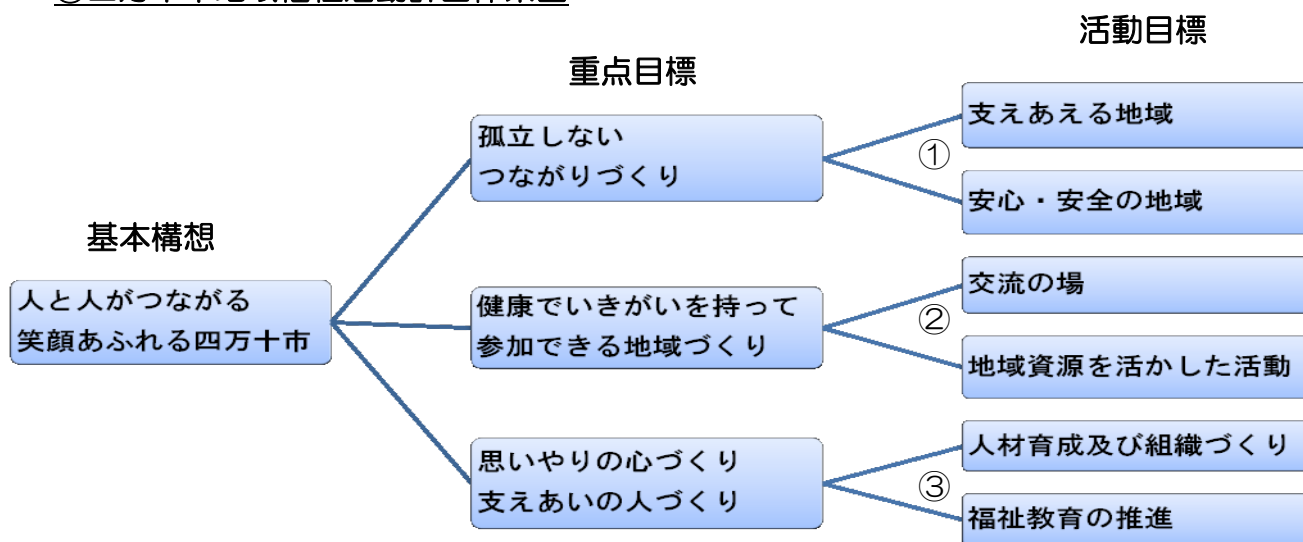 活動目標
重点目標
支えあえる地域
孤立しない
つながりづくり
①
安心・安全の地域
基本構想
人と人がつながる
笑顔あふれる四万十市
交流の場
健康でいきがいを持って
参加できる地域づくり
②
地域資源を活かした活動
人材育成及び組織づくり
思いやりの心づくり
支えあいの人づくり
③
福祉教育の推進